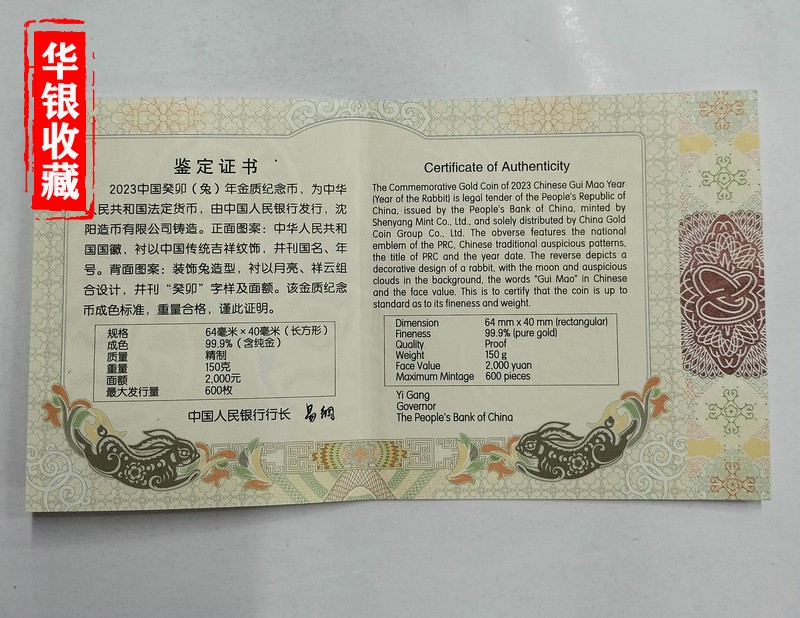 华银收藏
鉴定证书
2023中国癸卯（兔）年金质纪念币，为中华
人民共和国法定货币，由中国人民银行发行，沈
阳造币有限公司铸造。正面图案：中华人民共和
国国徽，衬以中国传统吉祥纹饰，并刊国名、年
号。背面图案：装饰兔造型，衬以月亮、祥云组
合设计，并刊“癸卯”字样及面额。该金质纪念
币成色标准，重量合格，谨此证明。
规格 64毫米×40毫米（长方形）
成色 99.9%（含纯金）
质量 精制
重量 150克
面额 2,000元
最大发行量 600枚
中国人民银行行长 易纲
Certificate of Authenticity
The Commemorative Gold Coin of 2023 Chinese Gui Mao Year
(Year of the Rabbit) is legal tender of the People's Republic of
China, issued by the People's Bank of China, minted by
Shenyang Mint Co., Ltd., and solely distributed by China Gold
Coin Group Co., Ltd. The obverse features the national
emblem of the PRC, Chinese traditional auspicious patterns,
the title of PRC and the year date. The reverse depicts a
decorative design of a rabbit, with the moon and auspicious
clouds in the background, the words "Gui Mao" in Chinese
and the face value. This is to certify that the coin is up to
standard as to its fineness and weight.
Dimension 64 mm x 40 mm (rectangular)
Fineness 99.9% (pure gold)
Quality Proof
Weight 150 g
Face Value 2,000 yuan
Maximum Mintage 600 pieces
Yi Gang
Governor
The People's Bank of China